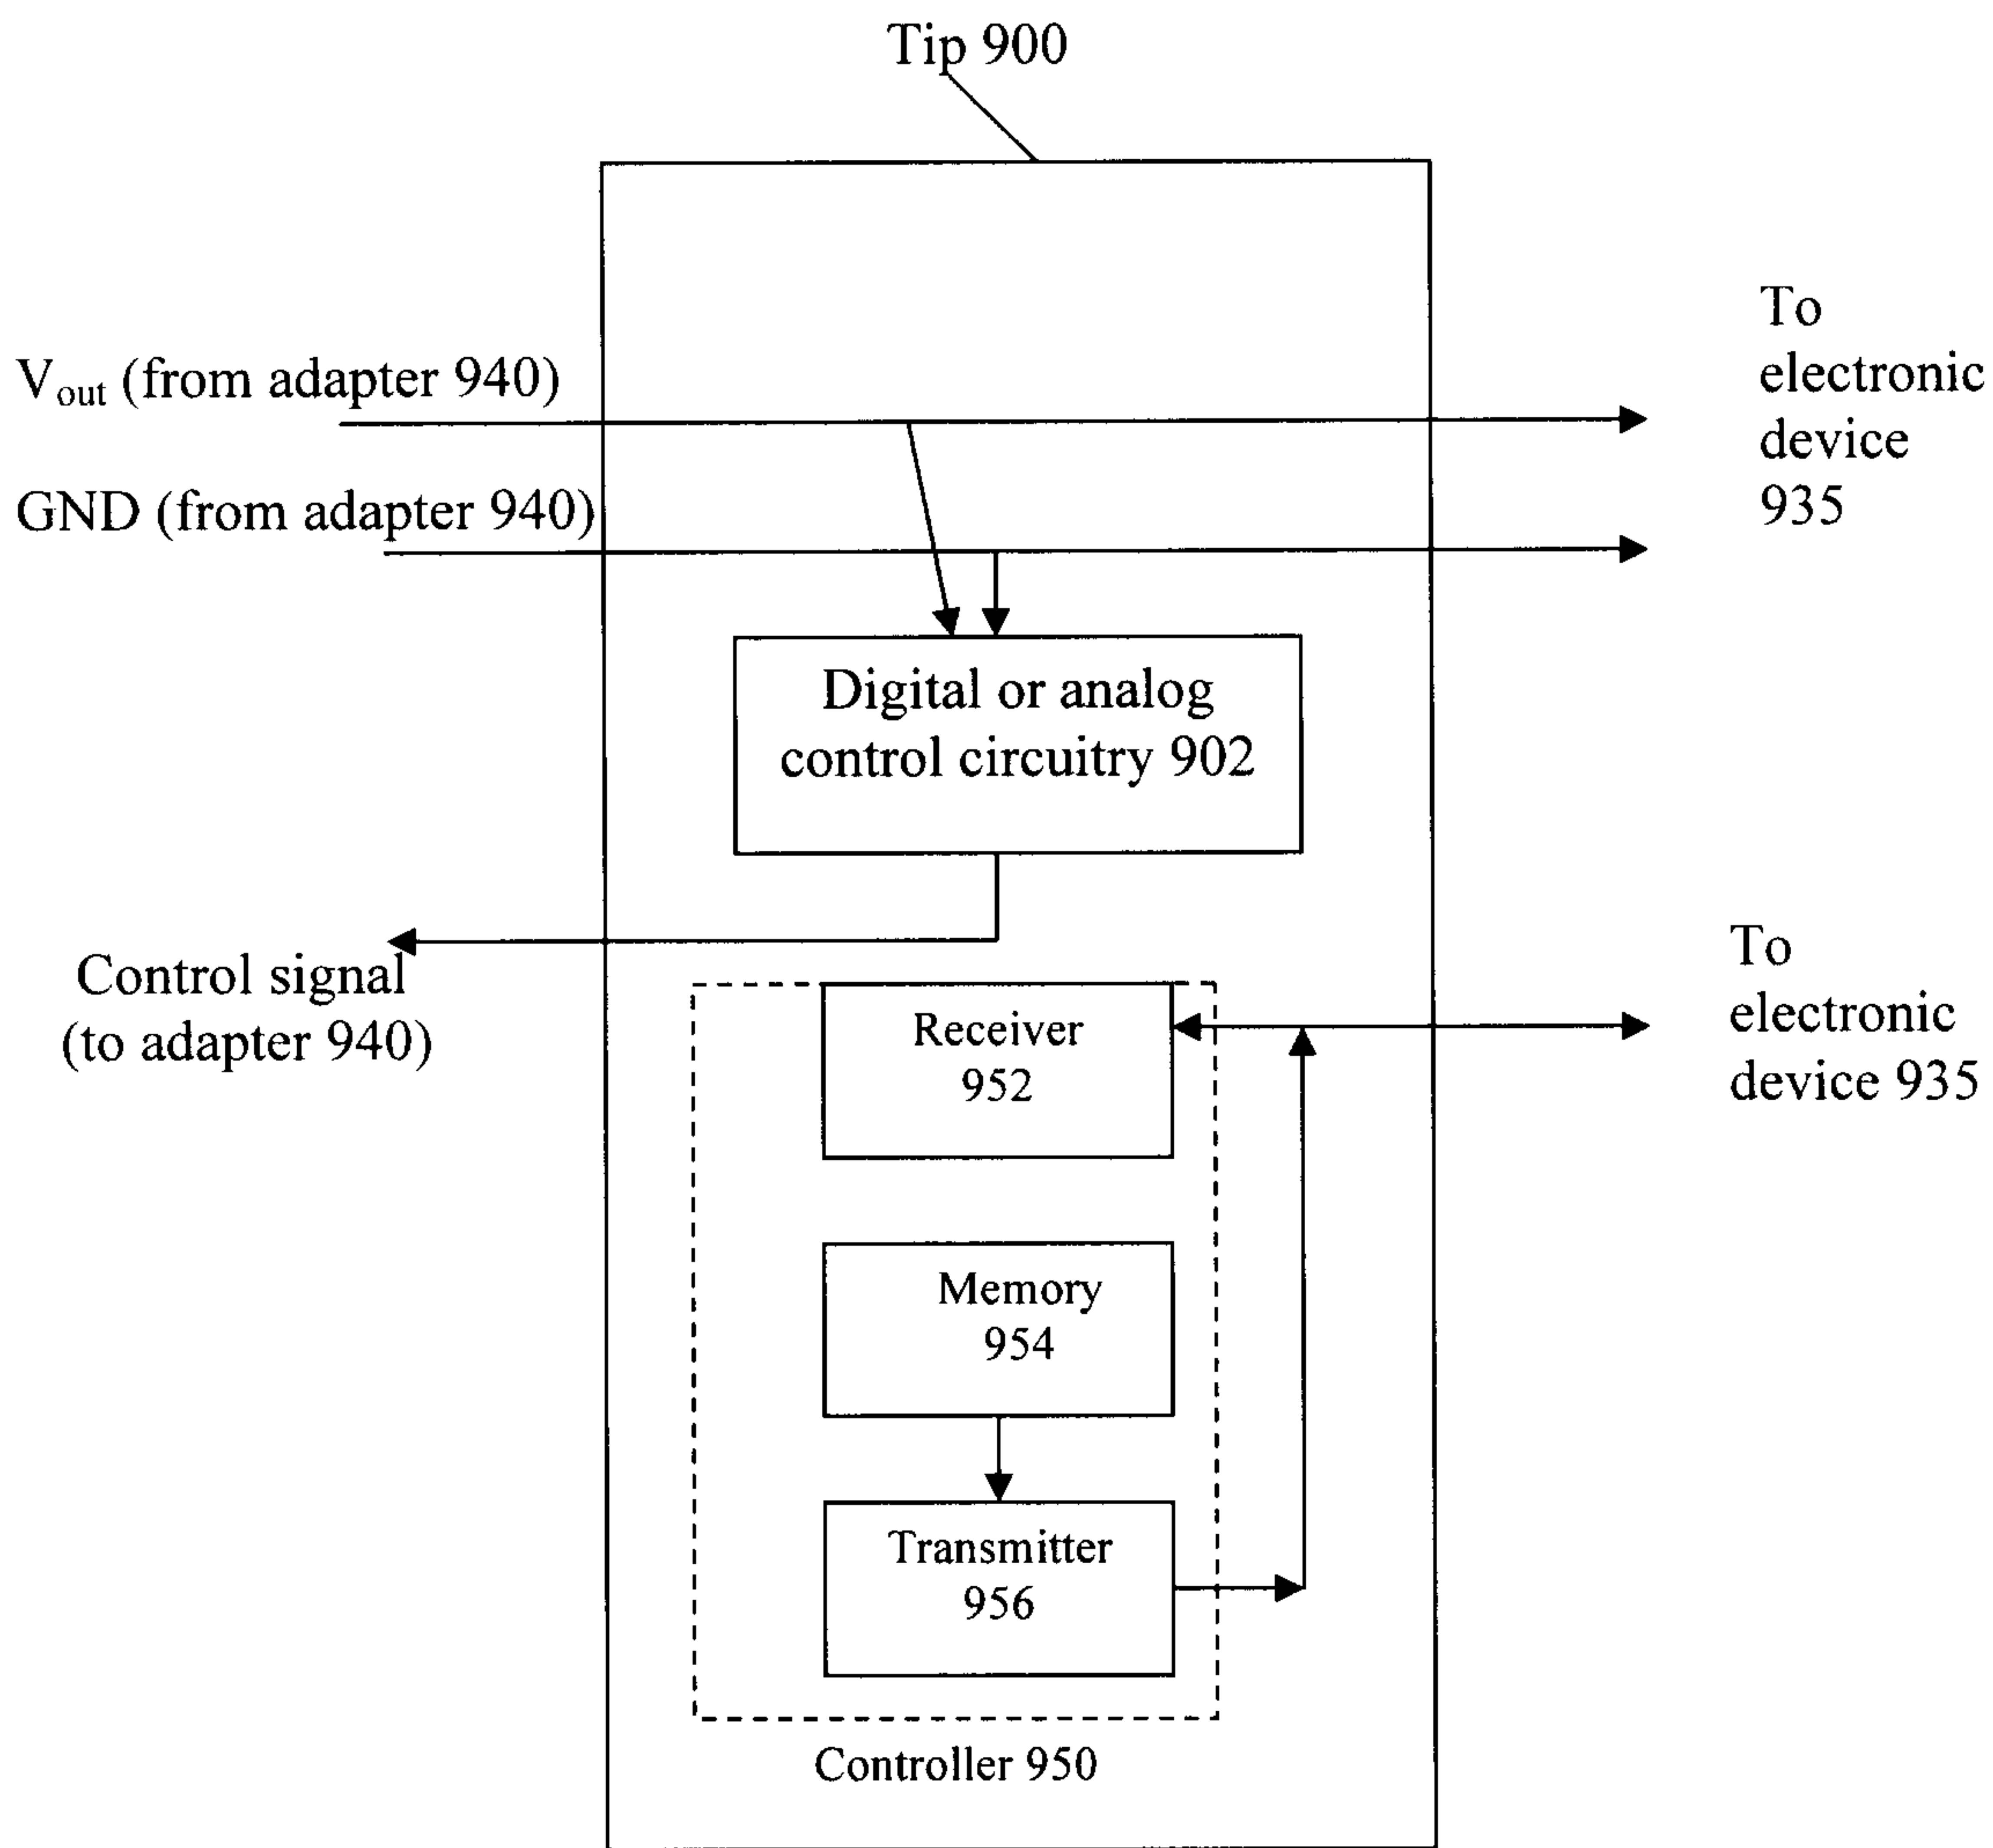 Tip 900
V_out (from adapter 940)
GND (from adapter 940)
To
electronic
device
935
Digital or analog
control circuitry 902
Control signal
(to adapter 940)
To
electronic
device 935
Receiver
952
Memory
954
Transmitter
956
Controller 950